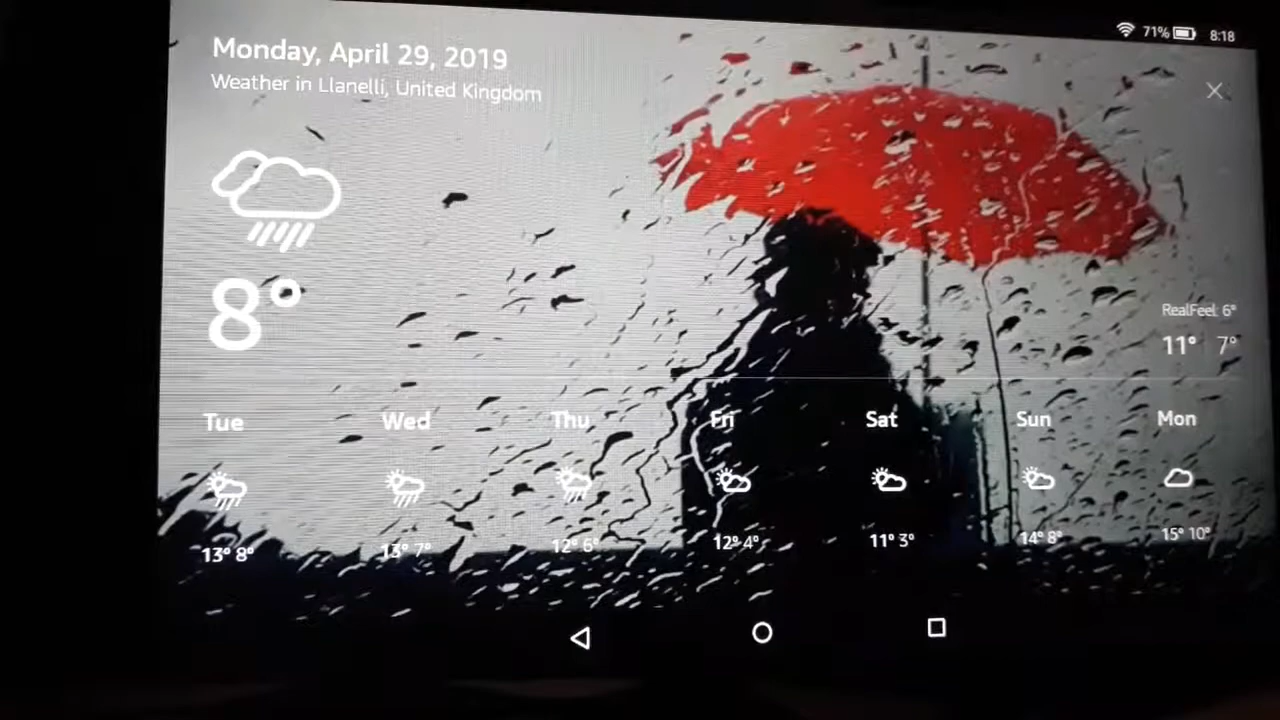 71% 8:18
Monday, April 29, 2019
Weather in Llanelli, United Kingdom
8°
RealFeel 6°
11° 7°
Tue Wed Thu Fri Sat Sun Mon
13° 8° 13° 7° 12° 6° 12° 4° 11° 3° 14° 8° 15° 10°